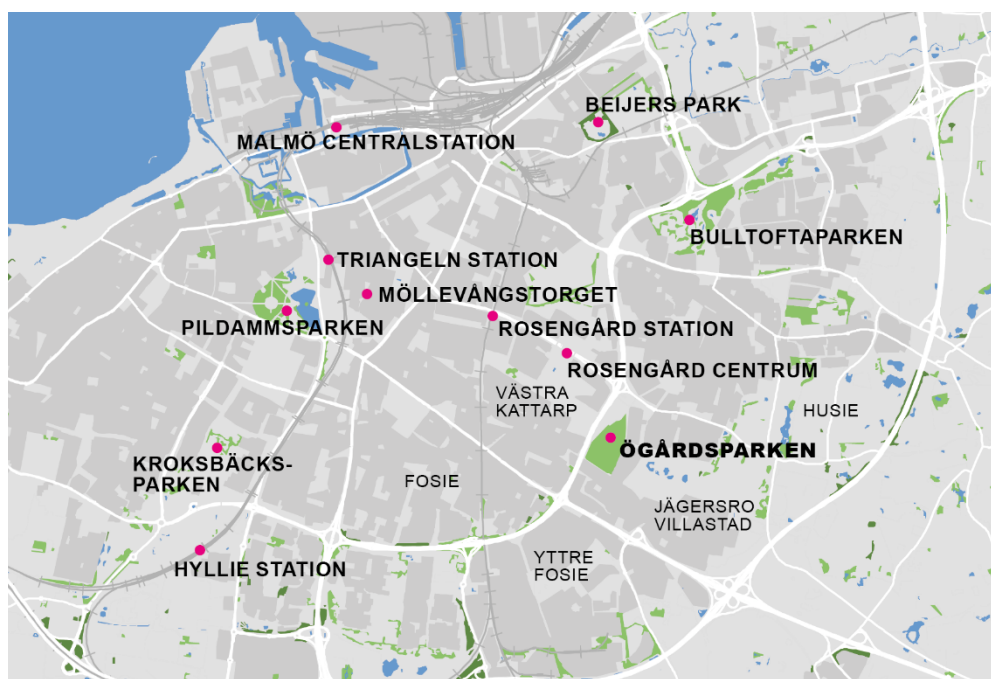 BEIJERS PARK
MALMÖ CENTRALSTATION
BULLTOFTAPARKEN
TRIANGELN STATION
MÖLLEVÅNGSTORGET
PILDAMMSPARKEN
ROSENGÅRD STATION
ROSENGÅRD CENTRUM
VÄSTRA
KATTARP
HUSIE
ÖGÅRDSPARKEN
KROKSBÄCKS-
PARKEN
FOSIE
JÄGERSRO
VILLASTAD
YTTRE
FOSIE
HYLLIE STATION